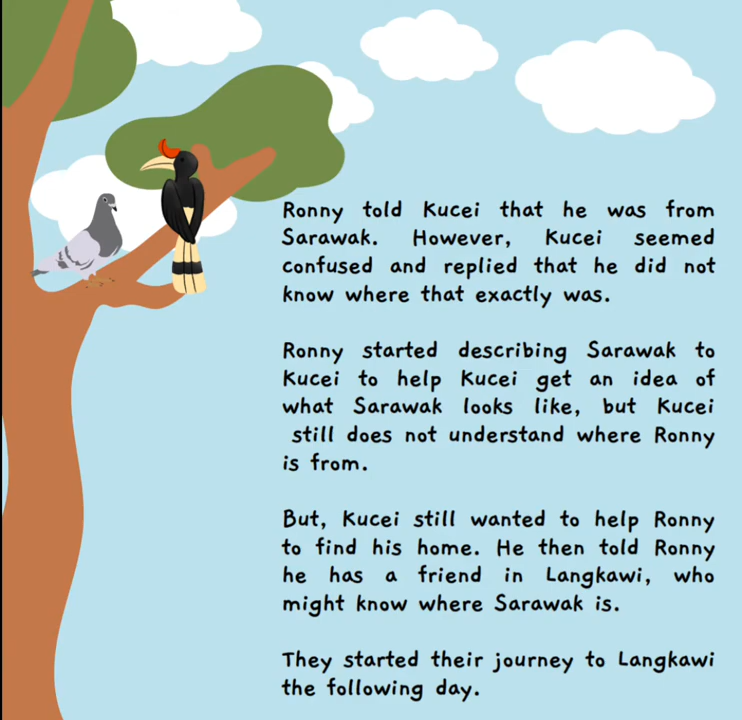 Ronny told Kucei that he was from
Sarawak. However, Kucei seemed
confused and replied that he did not
know where that exactly was.
Ronny started describing Sarawak to
Kucei to help Kucei get an idea of
what Sarawak looks like, but Kucei
still does not understand where Ronny
is from.
But, Kucei still wanted to help Ronny
to find his home. He then told Ronny
he has a friend in Langkawi, who
might know where Sarawak is.
They started their journey to Langkawi
the following day.